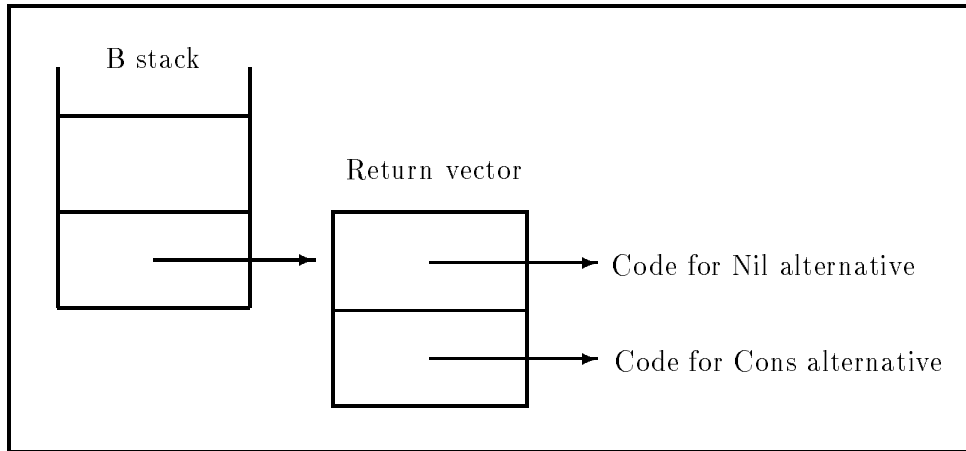 B stack
Return vector
Code for Nil alternative
Code for Cons alternative